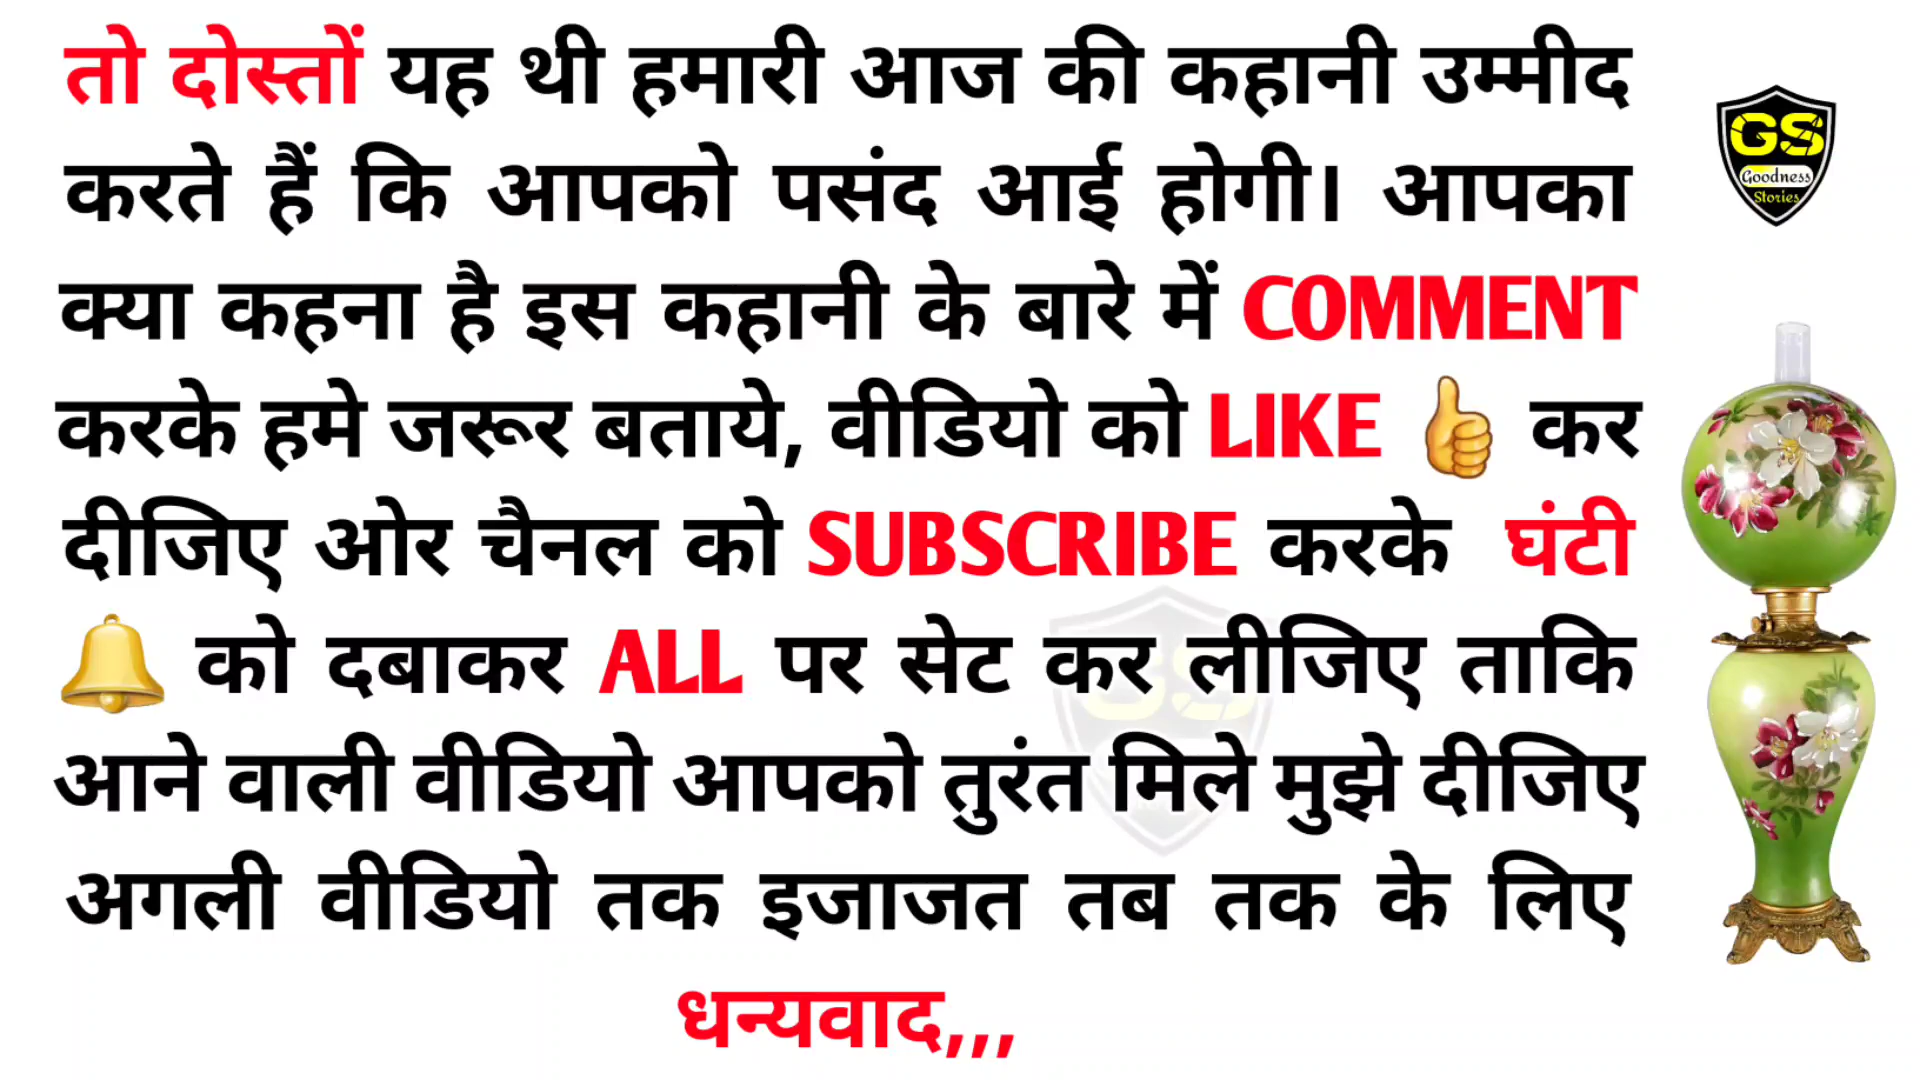 तो दोस्तों यह थी हमारी आज की कहानी उम्मीद
करते हैं कि आपको पसंद आई होगी। आपका
क्या कहना है इस कहानी के बारे में COMMENT
करके हमे जरूर बताये, वीडियो को LIKE 👍 कर
दीजिए ओर चैनल को SUBSCRIBE करके घंटी
🔔 को दबाकर ALL पर सेट कर लीजिए ताकि
आने वाली वीडियो आपको तुरंत मिले मुझे दीजिए
अगली वीडियो तक इजाजत तब तक के लिए
धन्यवाद,,,
GS
Goodness
Stories
GS